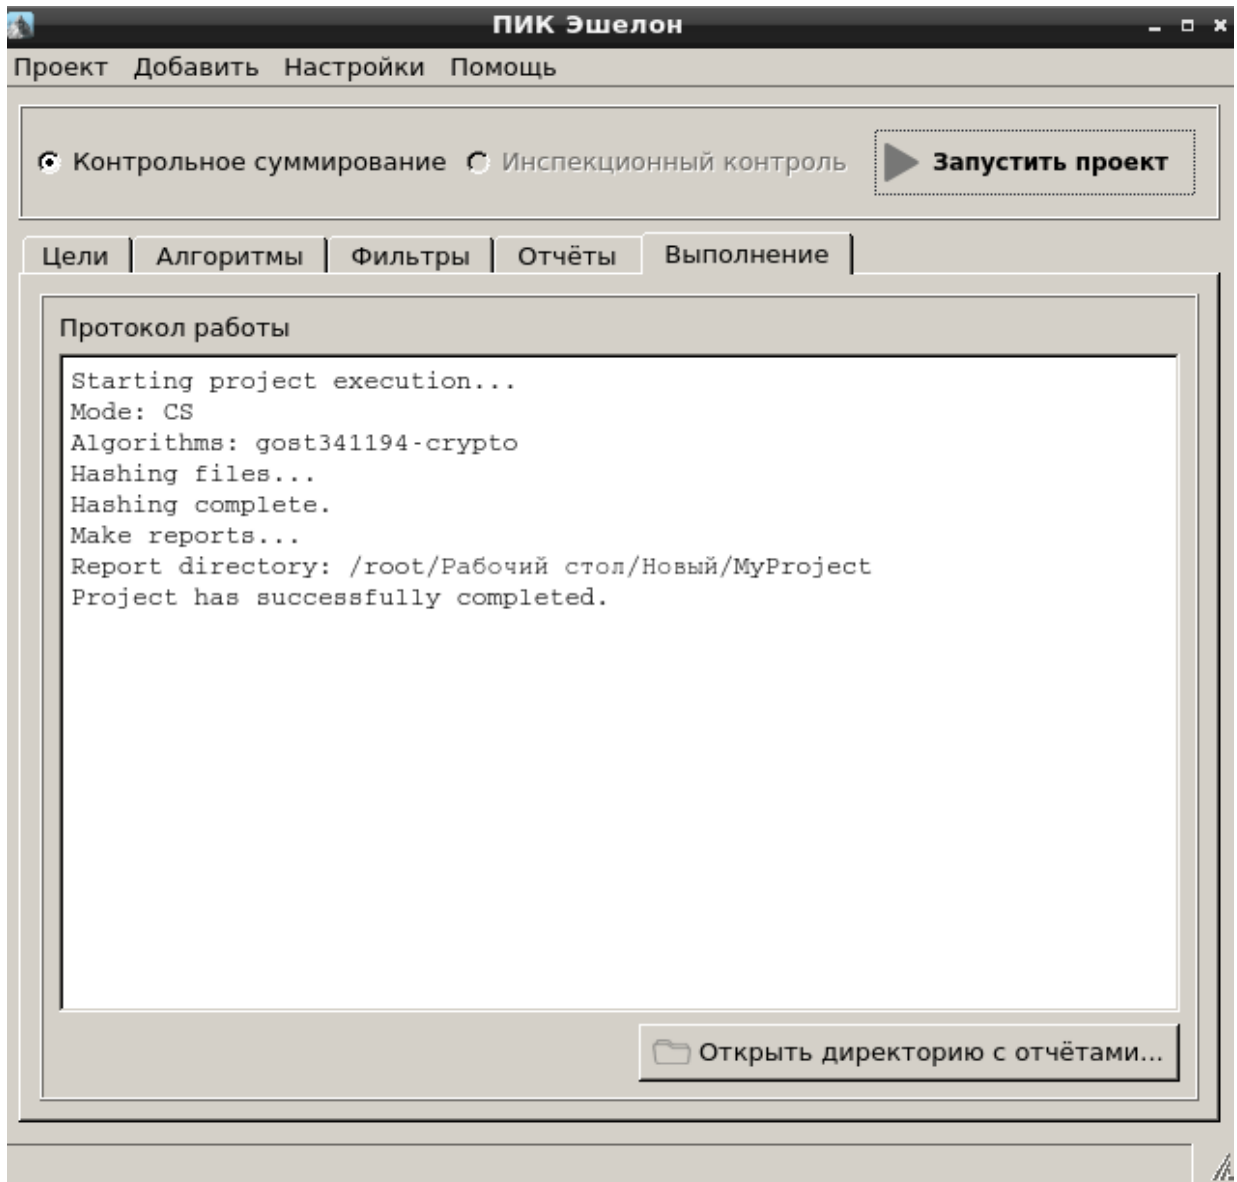 ПИК Эшелон
Проект Добавить Настройки Помощь
Контрольное суммирование Инспекционный контроль Запустить проект
Цели Алгоритмы Фильтры Отчёты Выполнение
Протокол работы
Starting project execution...
Mode: CS
Algorithms: gost341194-crypto
Hashing files...
Hashing complete.
Make reports...
Report directory: /root/Рабочий стол/Новый/MyProject
Project has successfully completed.
Открыть директорию с отчётами...